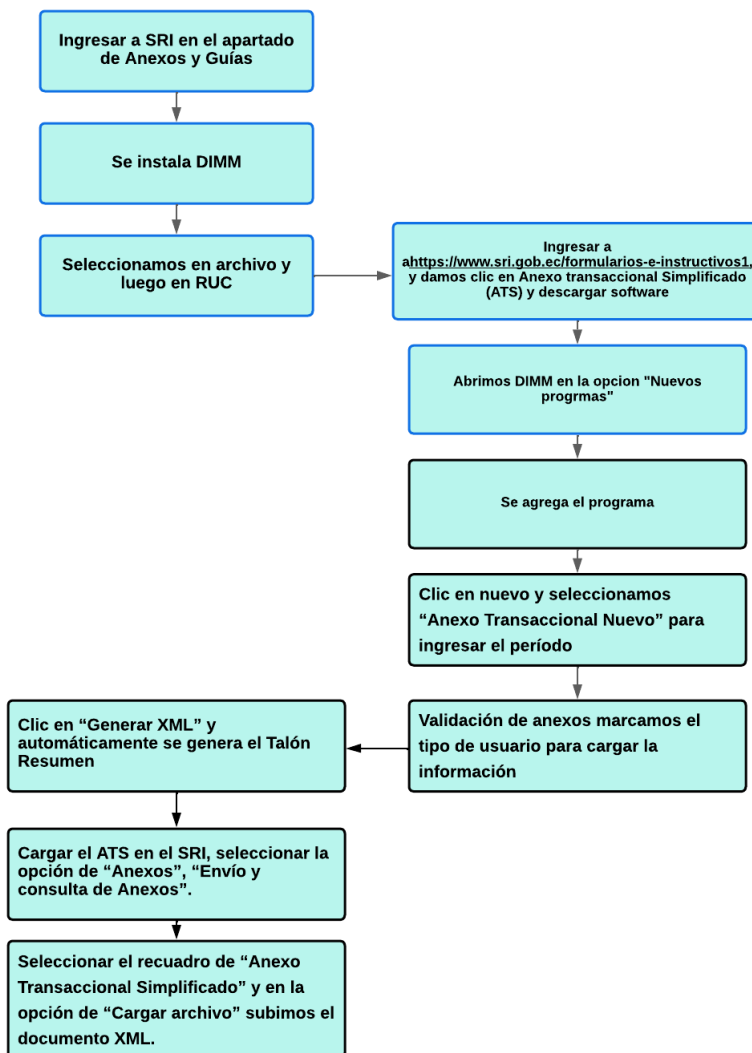 Ingresar a SRI en el apartado
de Anexos y Guías
Se instala DIMM
Seleccionamos en archivo y
luego en RUC
Ingresar a
ahttps://www.sri.gob.ec/formularios-e-instructivos1,
y damos clic en Anexo transaccional Simplificado
(ATS) y descargar software
Abrimos DIMM en la opcion "Nuevos
progrmas"
Se agrega el programa
Clic en nuevo y seleccionamos
“Anexo Transaccional Nuevo” para
ingresar el período
Validación de anexos marcamos el
tipo de usuario para cargar la
información
Clic en “Generar XML” y
automáticamente se genera el Talón
Resumen
Cargar el ATS en el SRI, seleccionar la
opción de “Anexos”, “Envío y
consulta de Anexos”.
Seleccionar el recuadro de “Anexo
Transaccional Simplificado” y en la
opción de “Cargar archivo” subimos el
documento XML.